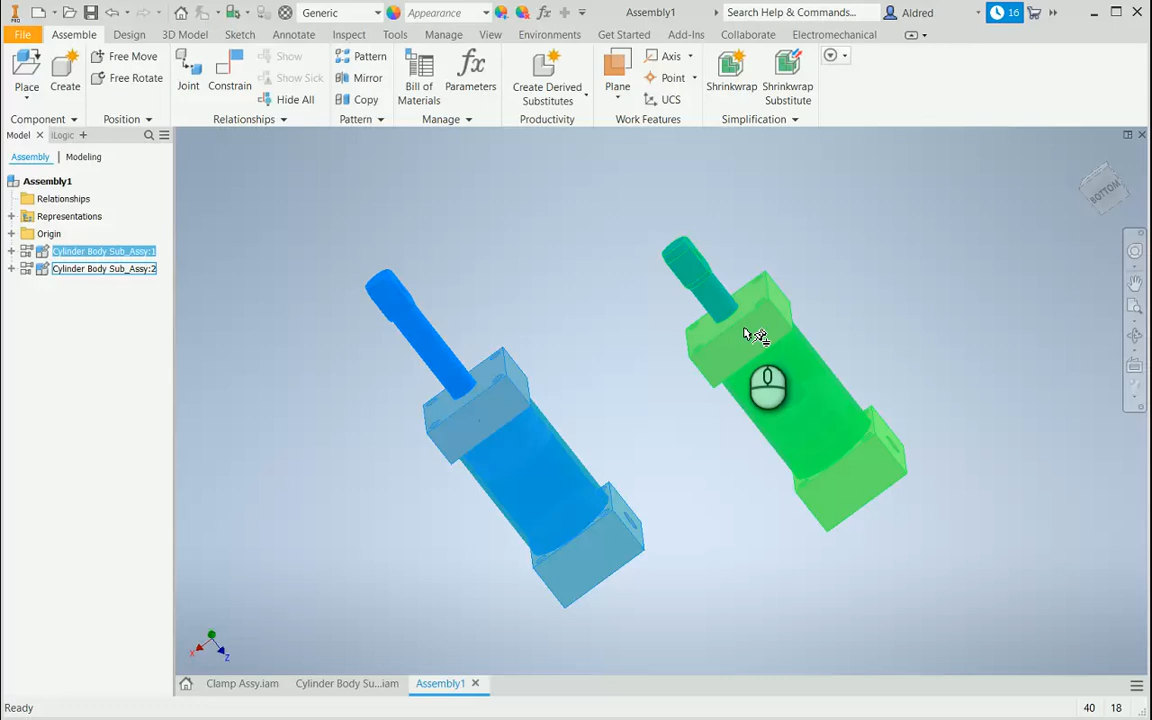 Generic
Appearance
fx
Assembly1
Search Help & Commands...
Aldred
16
File
Assemble
Design
3D Model
Sketch
Annotate
Inspect
Tools
Manage
View
Environments
Get Started
Add-Ins
Collaborate
Electromechanical
Place
Create
Free Move
Free Rotate
Joint
Constrain
Show
Show Sick
Hide All
Pattern
Mirror
Copy
Bill of
Materials
fx
Parameters
Create Derived
Substitutes
Plane
Axis
Point
UCS
Shrinkwrap
Shrinkwrap
Substitute
Component
Position
Relationships
Pattern
Manage
Productivity
Work Features
Simplification
Model
iLogic
Assembly
Modeling
Assembly1
Relationships
Representations
Origin
Cylinder Body Sub_Assy:1
Cylinder Body Sub_Assy:2
BOTTOM
0
X
Z
Clamp Assy.iam
Cylinder Body Su...iam
Assembly1
Ready
40
18